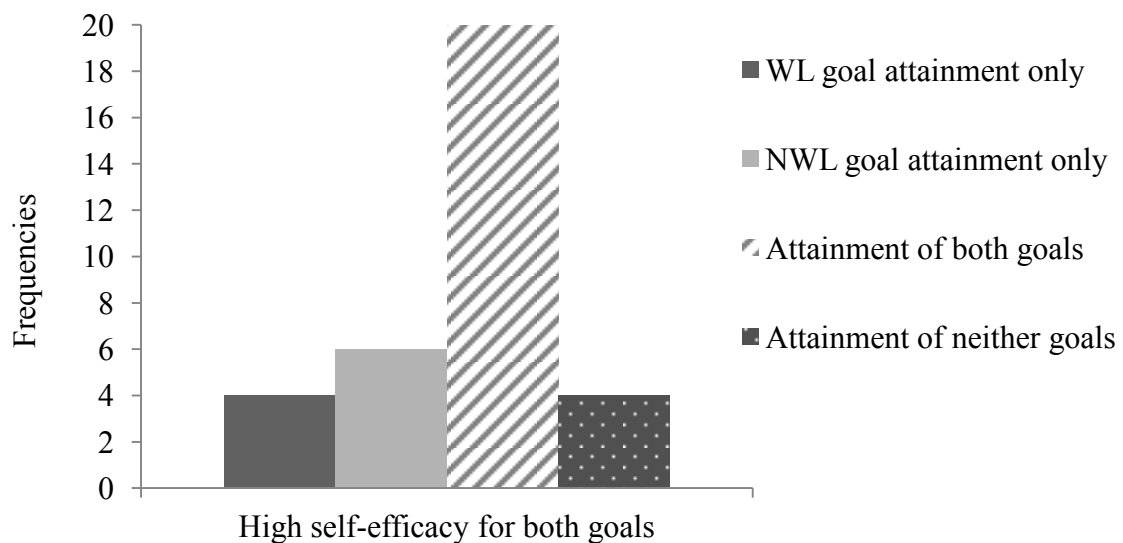 20
18
16
14
12
10
8
6
4
2
0
Frequencies
High self-efficacy for both goals
WL goal attainment only
NWL goal attainment only
Attainment of both goals
Attainment of neither goals